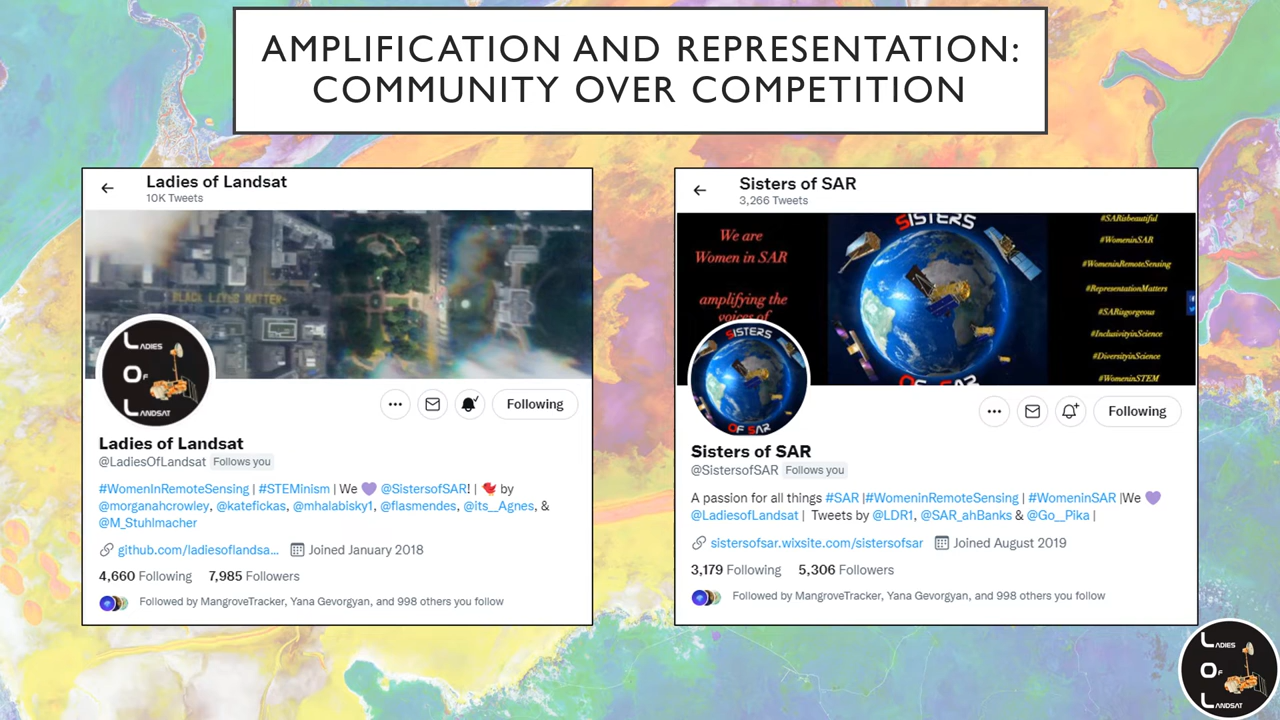 AMPLIFICATION AND REPRESENTATION:
COMMUNITY OVER COMPETITION
Ladies of Landsat
10K Tweets
BLACK LIVES MATTER
LADIES
OF
LANDSAT
Following
Ladies of Landsat
@LadiesOfLandsat Follows you
#WomenInRemoteSensing | #STEMinism | We 💜 @SistersofSAR! | 🐦 by
@morganahcrowley, @katefickas, @mhalabisky1, @flasmendes, @its__Agnes, &
@M_Stuhlmacher
github.com/ladiesoflandsa... Joined January 2018
4,660 Following 7,985 Followers
Followed by MangroveTracker, Yana Gevorgyan, and 998 others you follow
Sisters of SAR
3,266 Tweets
We are
Women in SAR
amplifying the
voices of
SISTERS
OF SAR
#SARisbeautiful
#WomeninSAR
#WomeninRemoteSensing
#RepresentationMatters
#SARisgorgeous
#InclusivityinScience
#DiversityinScience
#WomeninSTEM
SISTERS
OF SAR
Following
Sisters of SAR
@SistersofSAR Follows you
A passion for all things #SAR |#WomeninRemoteSensing | #WomeninSAR |We 💜
@LadiesofLandsat | Tweets by @LDR1, @SAR_ahBanks & @Go__Pika |
sistersofsar.wixsite.com/sistersofsar Joined August 2019
3,179 Following 5,306 Followers
Followed by MangroveTracker, Yana Gevorgyan, and 998 others you follow
LADIES
OF
LANDSAT